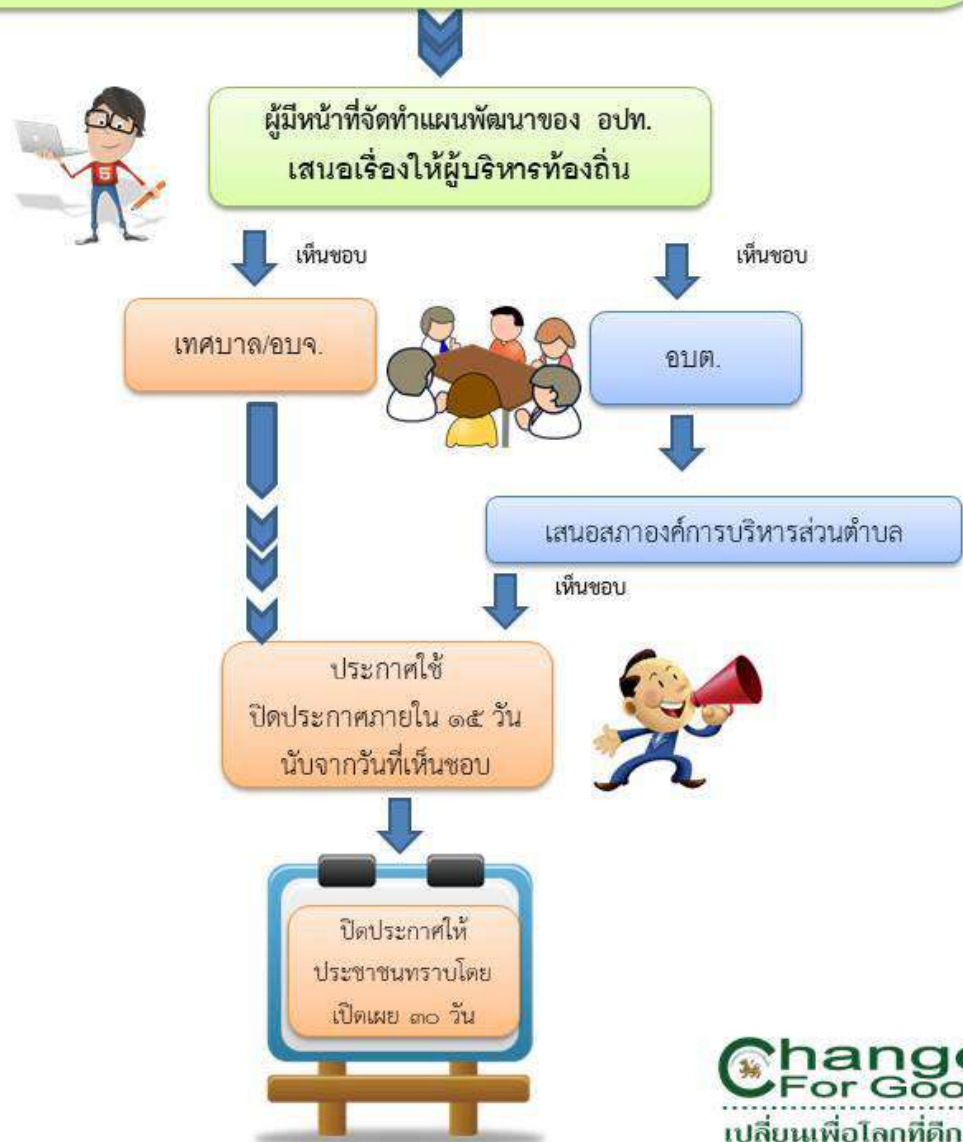 ผู้มีหน้าที่จัดทำแผนพัฒนาของ อปท.
เสนอเรื่องให้ผู้บริหารท้องถิ่น
เห็นชอบ
เห็นชอบ
เทศบาล/อบจ.
อบต.
เสนอสภาองค์การบริหารส่วนตำบล
เห็นชอบ
ประกาศใช้
ปิดประกาศภายใน ๑๕ วัน
นับจากวันที่เห็นชอบ
ปิดประกาศให้
ประชาชนทราบโดย
เปิดเผย ๓๐ วัน
5
Change
For Goo
เปลี่ยนเพื่อโลกที่ดีก